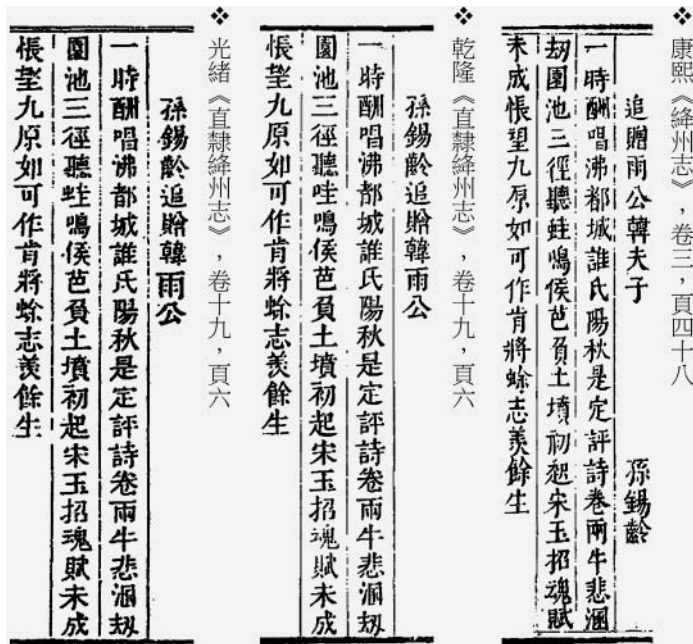 ❖ 康熙《絳州志》,卷三,頁四十八
追贈雨公韓夫子 孫錫齡
一時酬唱沸都城誰氏陽秋是定評詩卷兩牛悲溷
刼園池三徑聽蛙鳴侯芭負土墳初起宋玉招魂賦
未成悵望九原如可作肯將蜍志羨餘生
❖ 乾隆《直隸絳州志》,卷十九,頁六
孫錫齡追贈韓雨公
一時酬唱沸都城誰氏陽秋是定評詩卷兩牛悲溷刼
園池三徑聽蛙鳴侯芭負土墳初起宋玉招魂賦未成
悵望九原如可作肯將蜍志羨餘生
❖ 光緒《直隸絳州志》,卷十九,頁六
孫錫齡追贈韓雨公
一時酬唱沸都城誰氏陽秋是定評詩卷兩牛悲溷刼
園池三徑聽蛙鳴侯芭負土墳初起宋玉招魂賦未成
悵望九原如可作肯將蜍志羨餘生